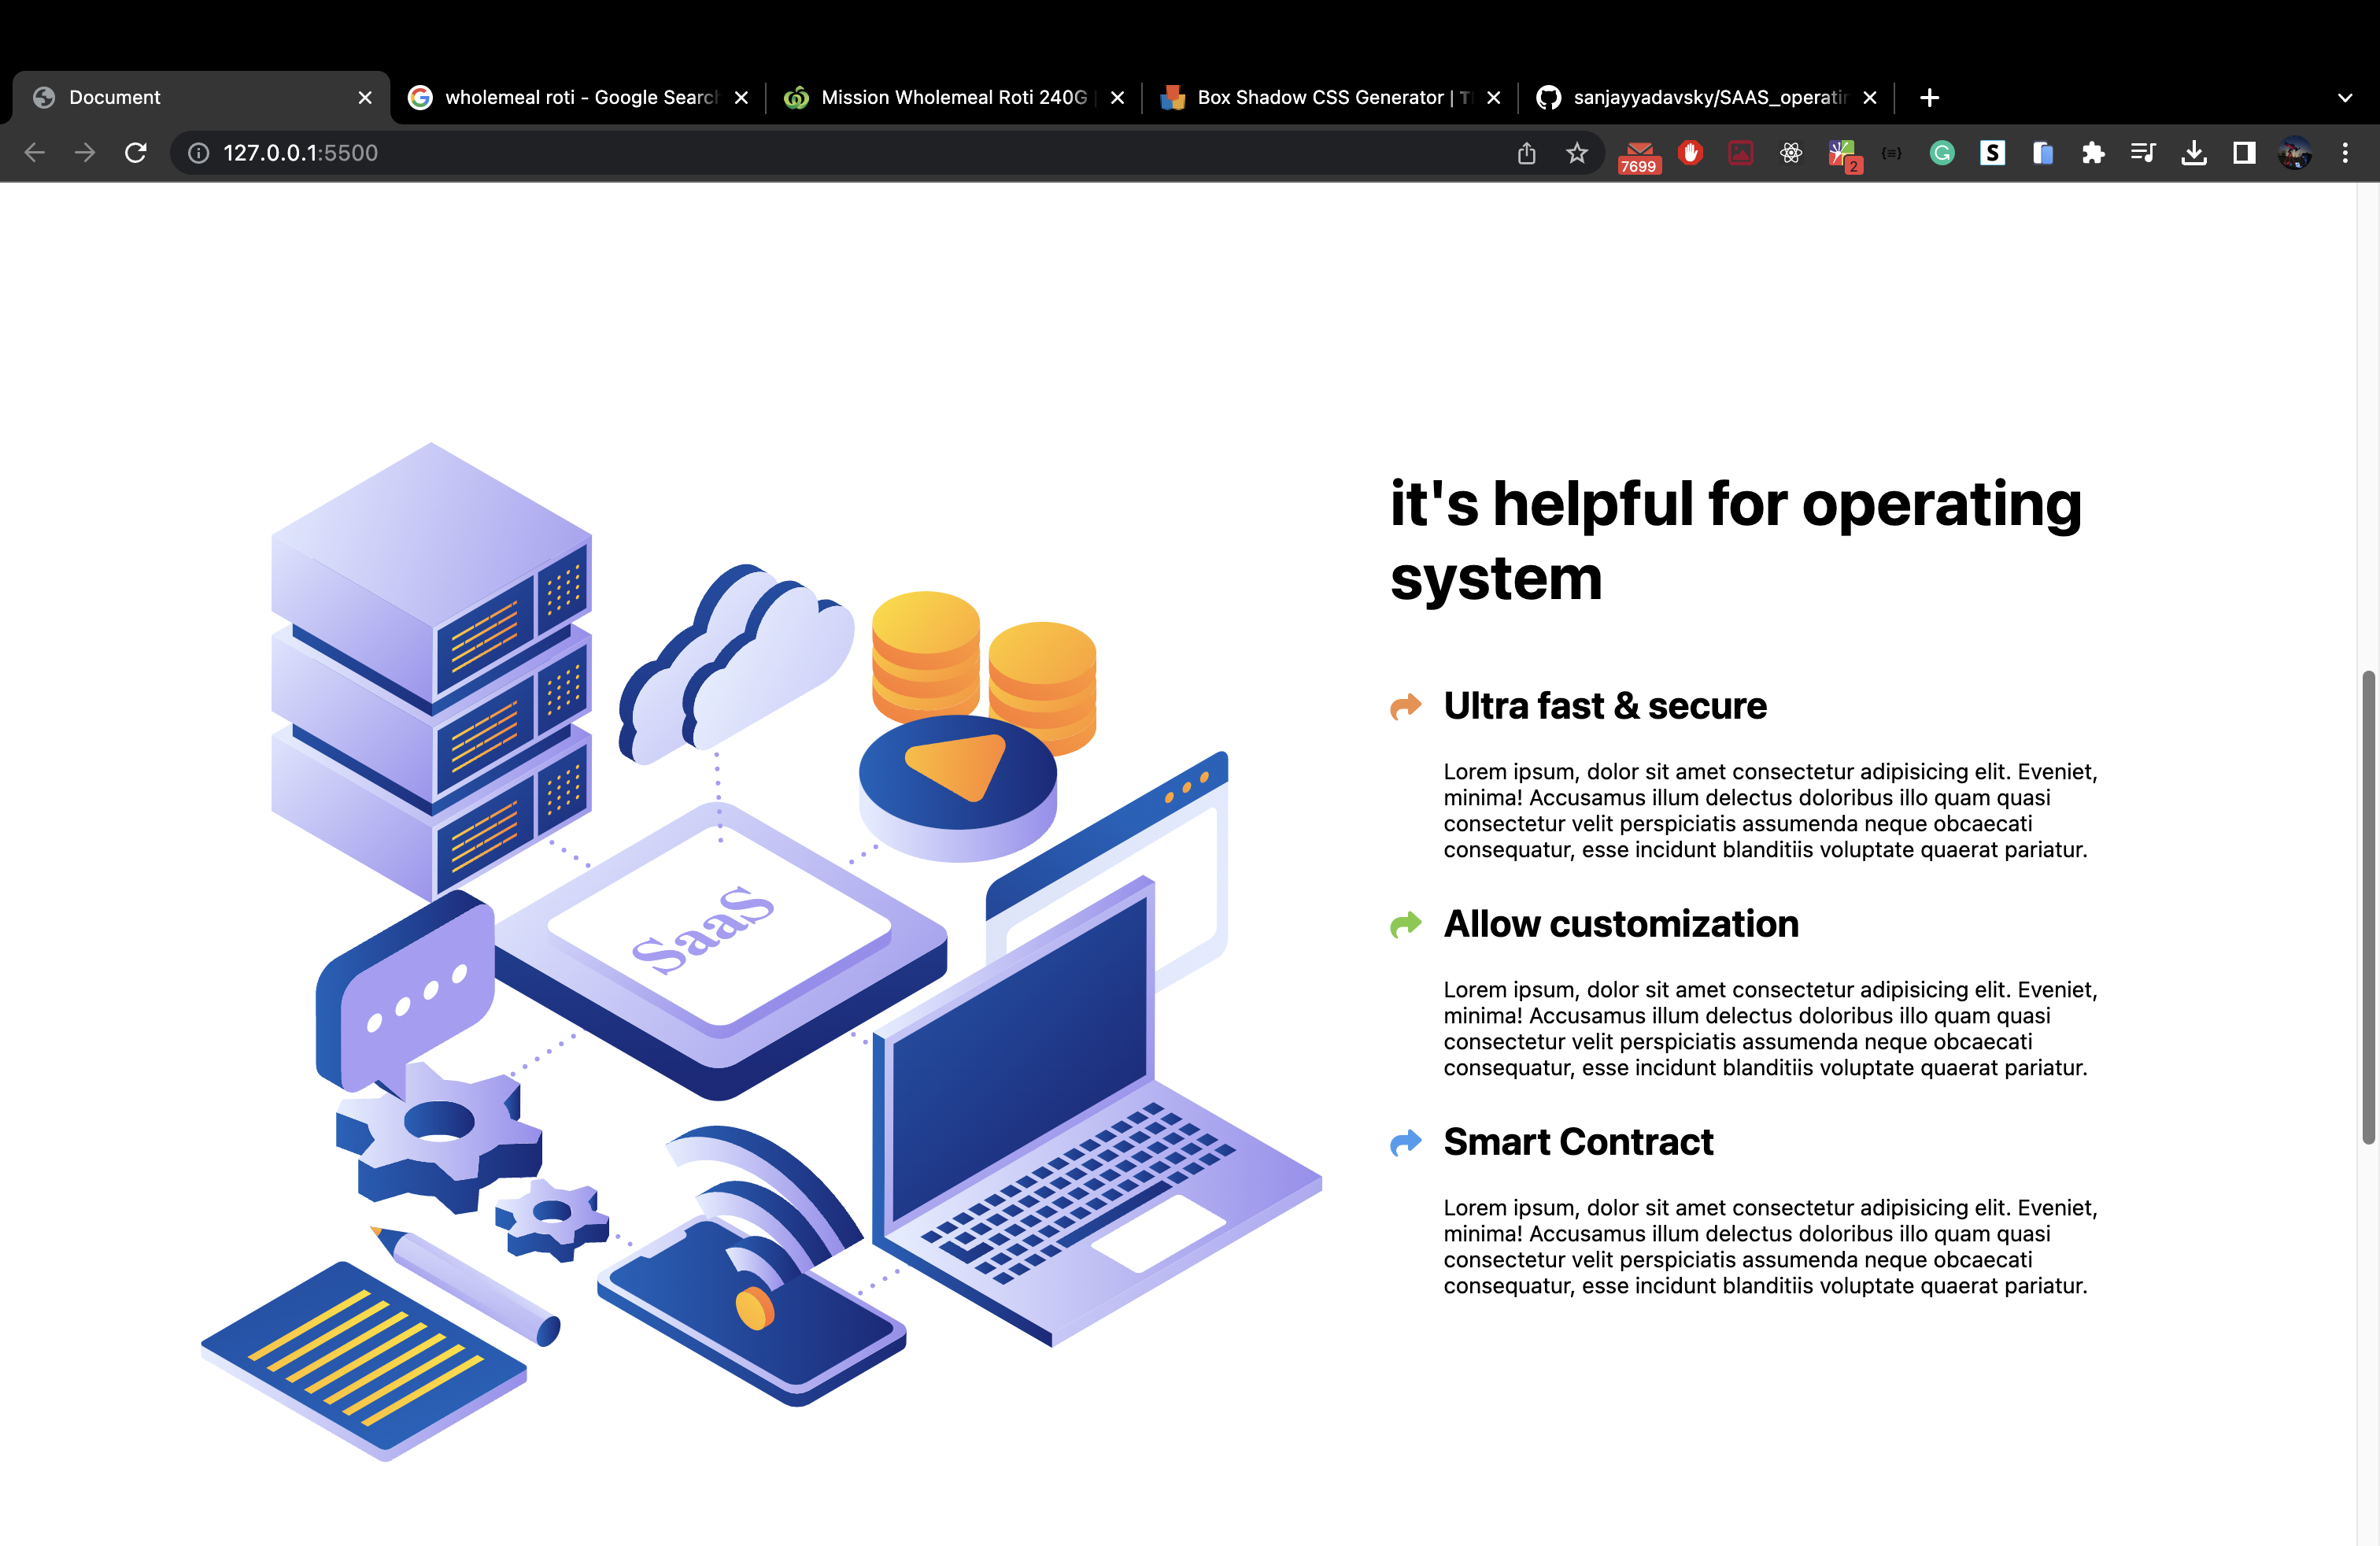 Document
wholemeal roti - Google Search
Mission Wholemeal Roti 240G |
Box Shadow CSS Generator | T
sanjayyadavsky/SAAS_operatin
127.0.0.1:5500
7699
2
it's helpful for operating
system
Ultra fast & secure
Lorem ipsum, dolor sit amet consectetur adipisicing elit. Eveniet,
minima! Accusamus illum delectus doloribus illo quam quasi
consectetur velit perspiciatis assumenda neque obcaecati
consequatur, esse incidunt blanditiis voluptate quaerat pariatur.
SaaS
Allow customization
Lorem ipsum, dolor sit amet consectetur adipisicing elit. Eveniet,
minima! Accusamus illum delectus doloribus illo quam quasi
consectetur velit perspiciatis assumenda neque obcaecati
consequatur, esse incidunt blanditiis voluptate quaerat pariatur.
Smart Contract
Lorem ipsum, dolor sit amet consectetur adipisicing elit. Eveniet,
minima! Accusamus illum delectus doloribus illo quam quasi
consectetur velit perspiciatis assumenda neque obcaecati
consequatur, esse incidunt blanditiis voluptate quaerat pariatur.